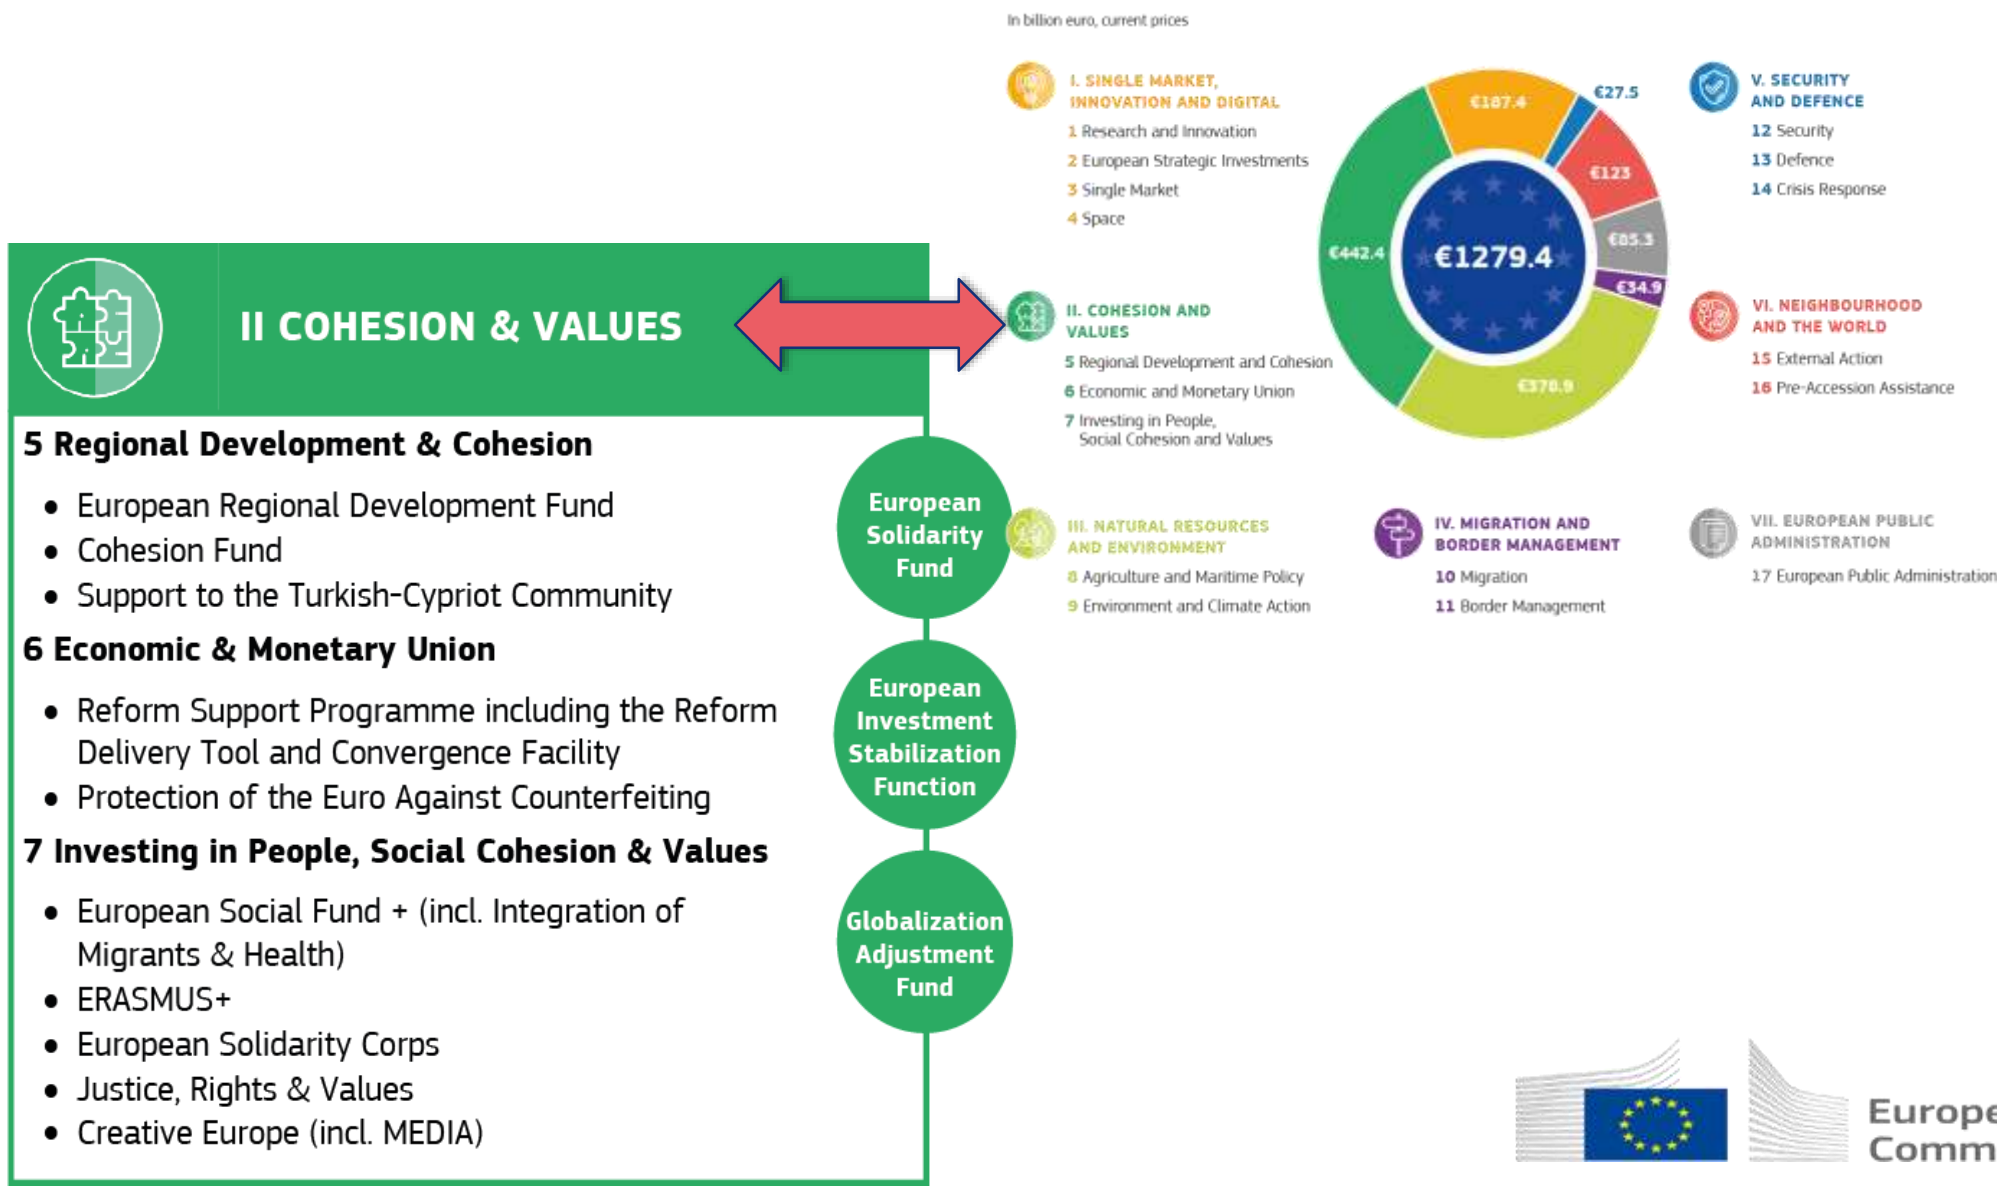 In billion euro, current prices
I. SINGLE MARKET,
INNOVATION AND DIGITAL
1 Research and Innovation
2 European Strategic Investments
3 Single Market
4 Space
€187.4
€27.5
€123
€85.3
€34.9
€378.9
€442.4
€1279.4
V. SECURITY
AND DEFENCE
12 Security
13 Defence
14 Crisis Response
II COHESION & VALUES
II. COHESION AND
VALUES
5 Regional Development and Cohesion
6 Economic and Monetary Union
7 Investing in People,
Social Cohesion and Values
VI. NEIGHBOURHOOD
AND THE WORLD
15 External Action
16 Pre-Accession Assistance
5 Regional Development & Cohesion
• European Regional Development Fund
• Cohesion Fund
• Support to the Turkish-Cypriot Community
6 Economic & Monetary Union
• Reform Support Programme including the Reform
Delivery Tool and Convergence Facility
• Protection of the Euro Against Counterfeiting
7 Investing in People, Social Cohesion & Values
• European Social Fund + (incl. Integration of
Migrants & Health)
• ERASMUS+
• European Solidarity Corps
• Justice, Rights & Values
• Creative Europe (incl. MEDIA)
European
Solidarity
Fund
European
Investment
Stabilization
Function
Globalization
Adjustment
Fund
III. NATURAL RESOURCES
AND ENVIRONMENT
8 Agriculture and Maritime Policy
9 Environment and Climate Action
IV. MIGRATION AND
BORDER MANAGEMENT
10 Migration
11 Border Management
VII. EUROPEAN PUBLIC
ADMINISTRATION
17 European Public Administration
Europe
Comm